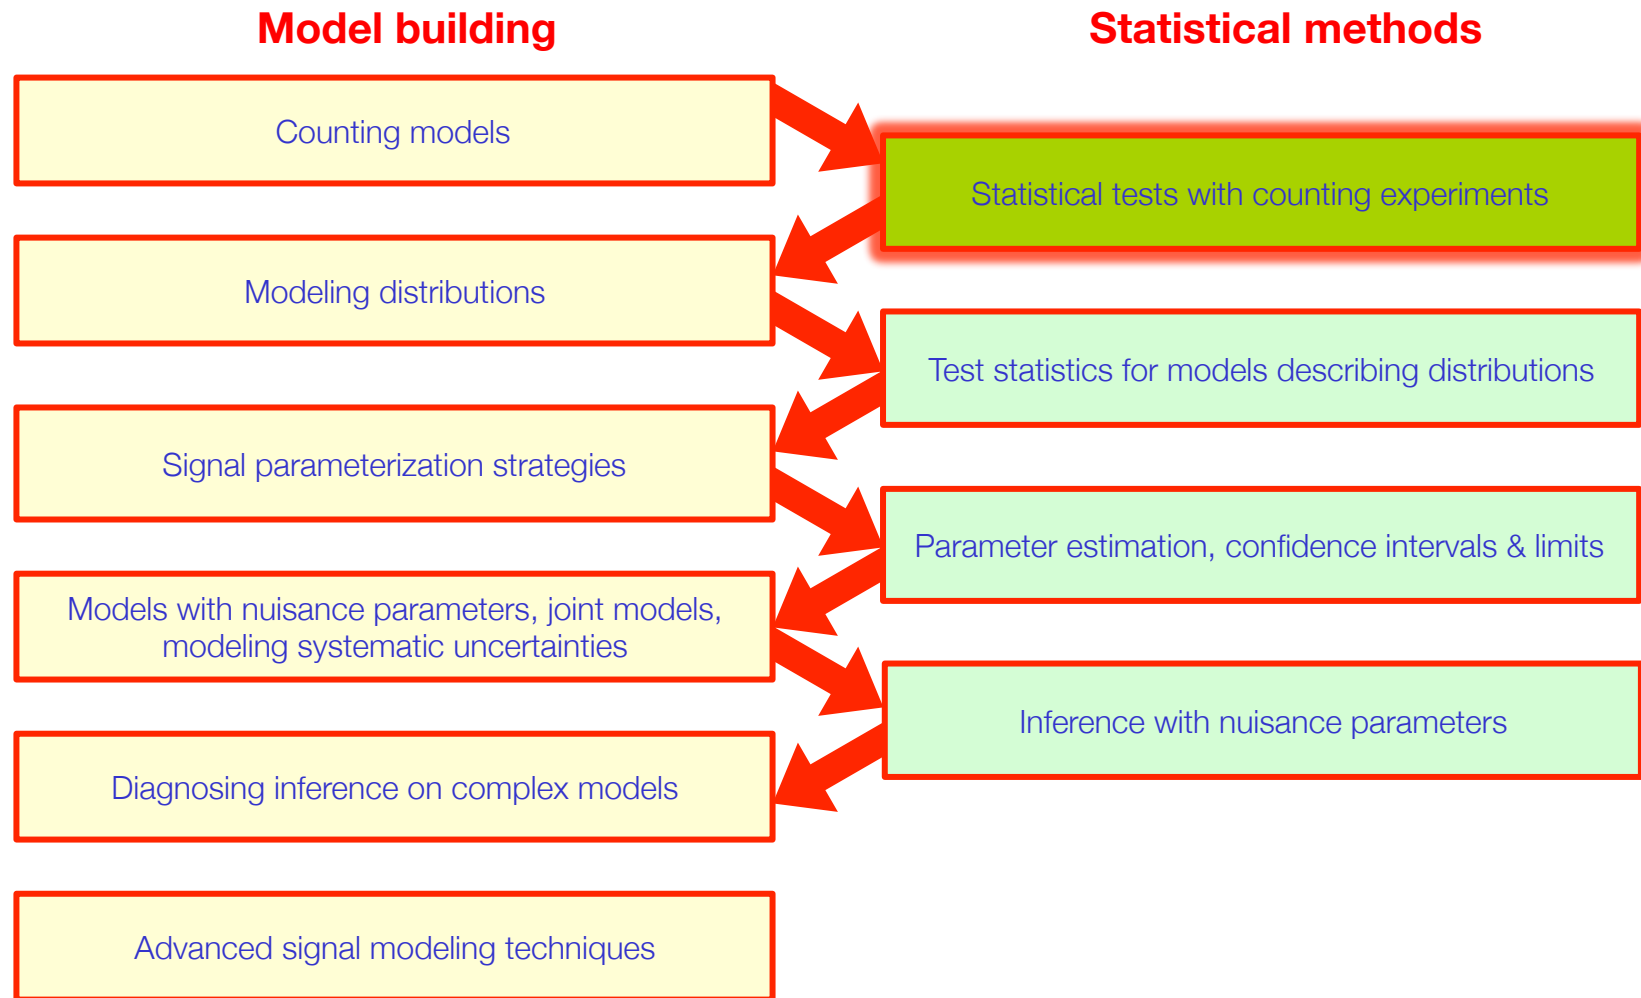 Model building
Statistical methods
Counting models
Statistical tests with counting experiments
Modeling distributions
Test statistics for models describing distributions
Signal parameterization strategies
Parameter estimation, confidence intervals & limits
Models with nuisance parameters, joint models,
modeling systematic uncertainties
Inference with nuisance parameters
Diagnosing inference on complex models
Advanced signal modeling techniques